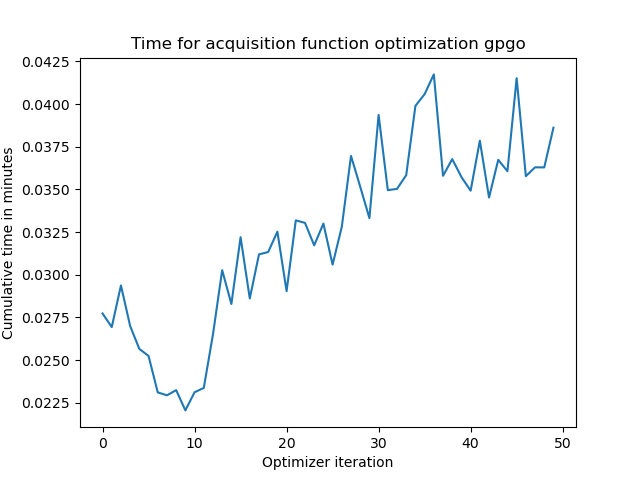 Time for acquisition function optimization gpgo
0.0425
0.0400
0.0375
0.0350
0.0325
0.0300
0.0275
0.0250
0.0225
Cumulative time in minutes
0 10 20 30 40 50
Optimizer iteration